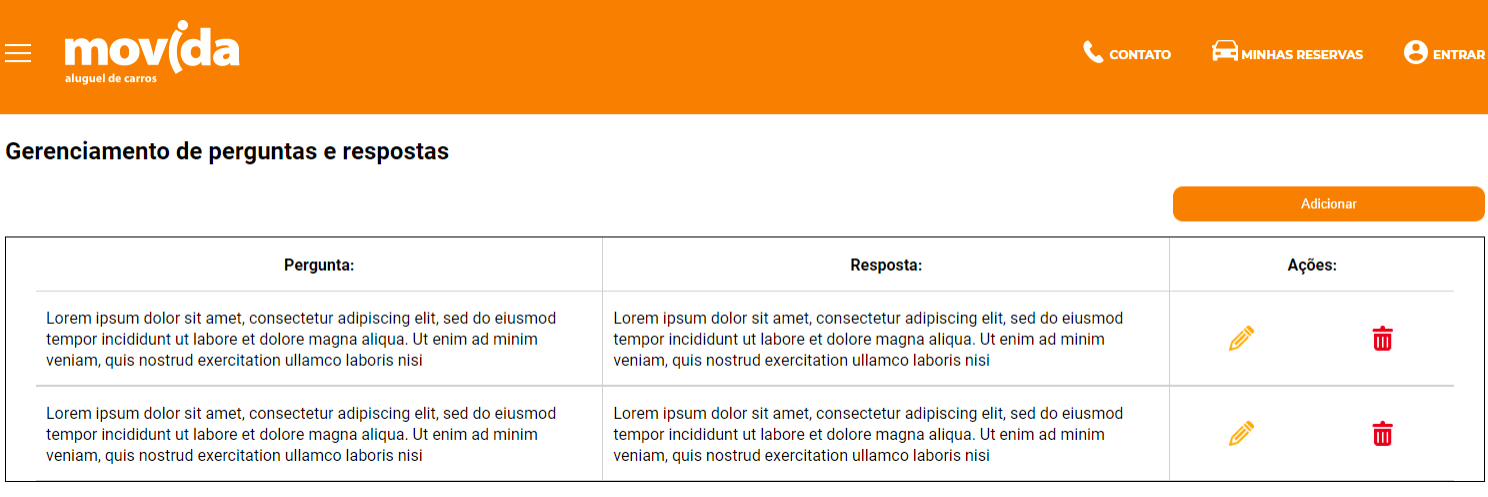 movida
aluguel de carros
CONTATO
MINHAS RESERVAS
ENTRAR
Gerenciamento de perguntas e respostas
Adicionar
Pergunta:
Resposta:
Ações:
Lorem ipsum dolor sit amet, consectetur adipiscing elit, sed do eiusmod
tempor incididunt ut labore et dolore magna aliqua. Ut enim ad minim
veniam, quis nostrud exercitation ullamco laboris nisi
Lorem ipsum dolor sit amet, consectetur adipiscing elit, sed do eiusmod
tempor incididunt ut labore et dolore magna aliqua. Ut enim ad minim
veniam, quis nostrud exercitation ullamco laboris nisi
Lorem ipsum dolor sit amet, consectetur adipiscing elit, sed do eiusmod
tempor incididunt ut labore et dolore magna aliqua. Ut enim ad minim
veniam, quis nostrud exercitation ullamco laboris nisi
Lorem ipsum dolor sit amet, consectetur adipiscing elit, sed do eiusmod
tempor incididunt ut labore et dolore magna aliqua. Ut enim ad minim
veniam, quis nostrud exercitation ullamco laboris nisi